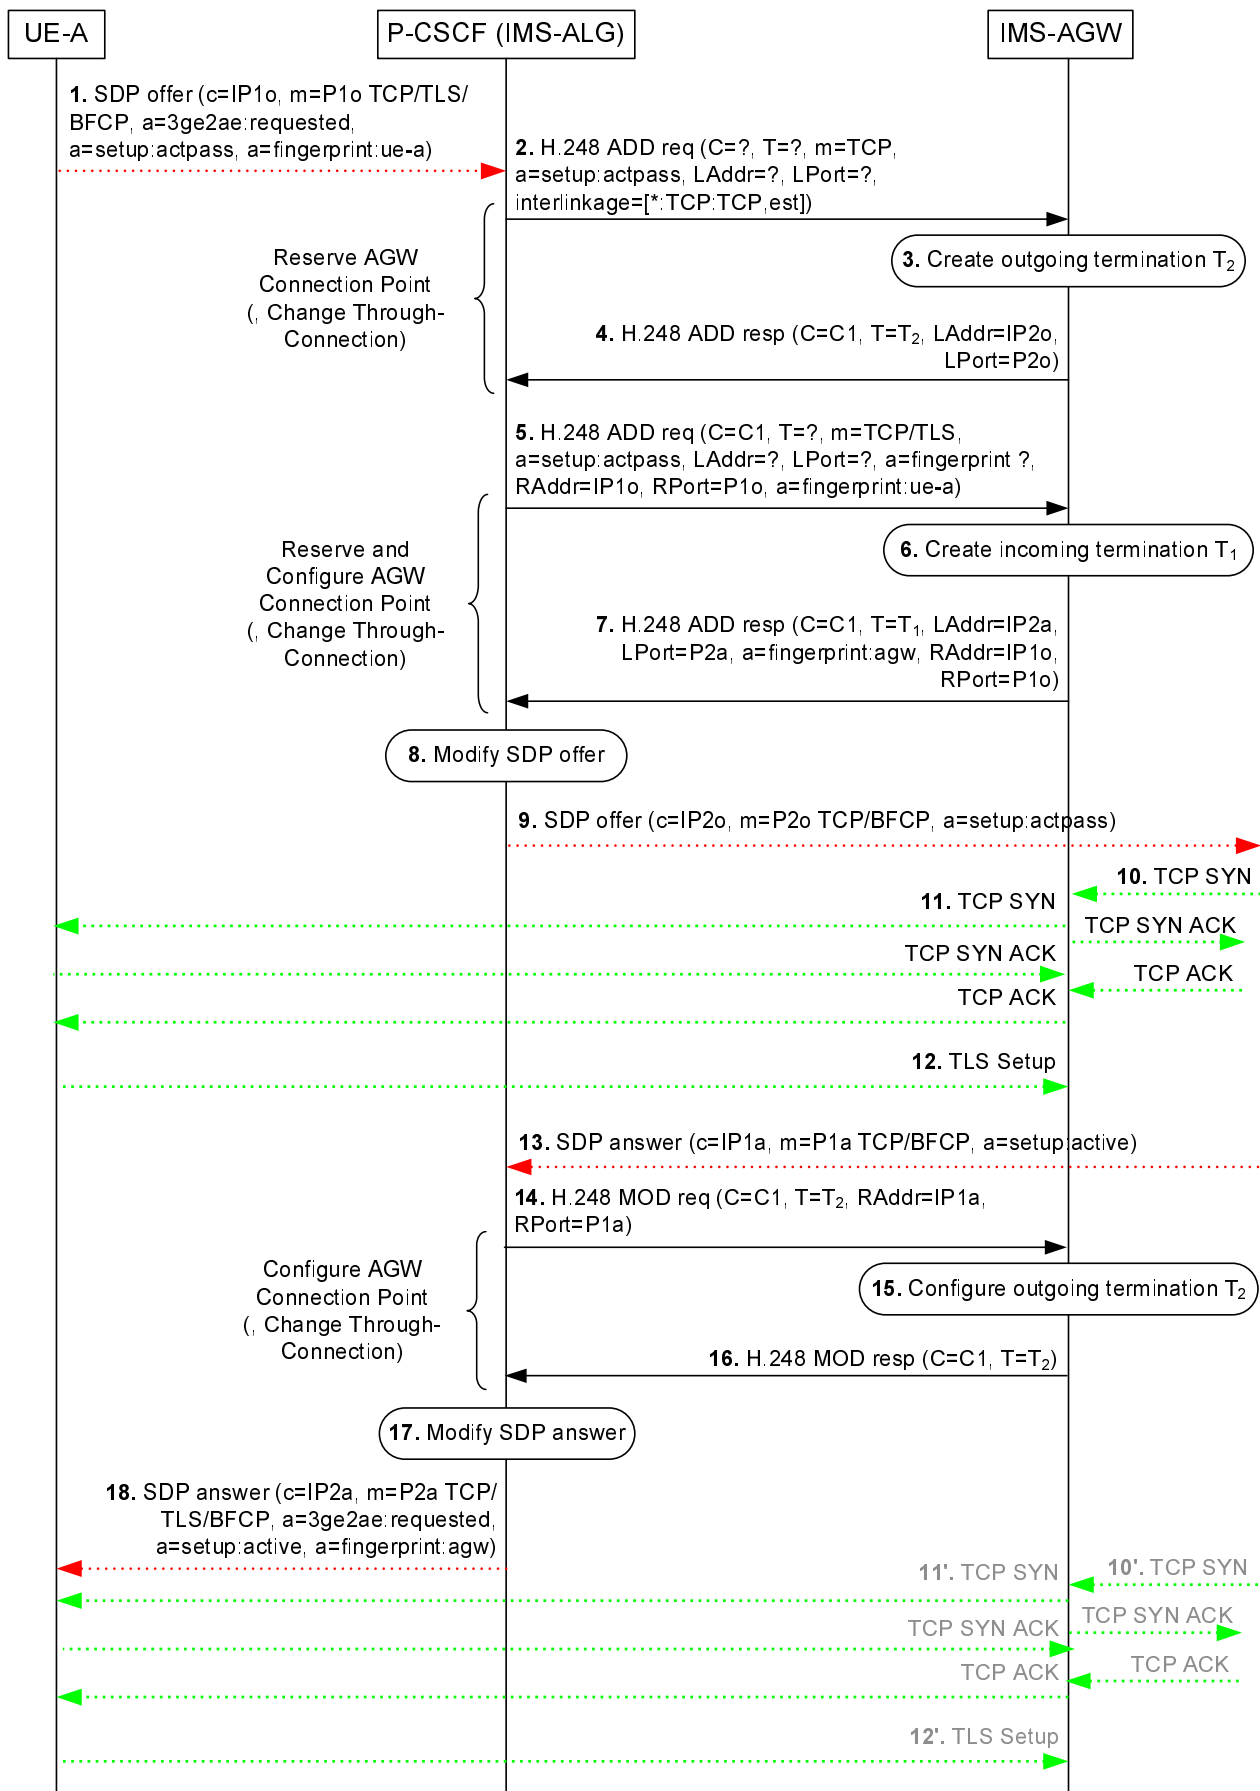 UE-A
P-CSCF (IMS-ALG)
IMS-AGW
1. SDP offer (c=IP1o, m=P1o TCP/TLS/
BFCP, a=3ge2ae:requested,
a=setup:actpass, a=fingerprint:ue-a)
2. H.248 ADD req (C=?, T=?, m=TCP,
a=setup:actpass, LAddr=?, LPort=?,
interlinkage=[*:TCP:TCP,est])
Reserve AGW
Connection Point
(, Change Through-
Connection)
3. Create outgoing termination T2
4. H.248 ADD resp (C=C1, T=T2, LAddr=IP2o,
LPort=P2o)
5. H.248 ADD req (C=C1, T=?, m=TCP/TLS,
a=setup:actpass, LAddr=?, LPort=?, a=fingerprint ?,
RAddr=IP1o, RPort=P1o, a=fingerprint:ue-a)
Reserve and
Configure AGW
Connection Point
(, Change Through-
Connection)
6. Create incoming termination T1
7. H.248 ADD resp (C=C1, T=T1, LAddr=IP2a,
LPort=P2a, a=fingerprint:agw, RAddr=IP1o,
RPort=P1o)
8. Modify SDP offer
9. SDP offer (c=IP2o, m=P2o TCP/BFCP, a=setup:actpass)
10. TCP SYN
11. TCP SYN
TCP SYN ACK
TCP SYN ACK
TCP ACK
TCP ACK
12. TLS Setup
13. SDP answer (c=IP1a, m=P1a TCP/BFCP, a=setup:active)
14. H.248 MOD req (C=C1, T=T2, RAddr=IP1a,
RPort=P1a)
Configure AGW
Connection Point
(, Change Through-
Connection)
15. Configure outgoing termination T2
16. H.248 MOD resp (C=C1, T=T2)
17. Modify SDP answer
18. SDP answer (c=IP2a, m=P2a TCP/
TLS/BFCP, a=3ge2ae:requested,
a=setup:active, a=fingerprint:agw)
10'. TCP SYN
11'. TCP SYN
TCP SYN ACK
TCP SYN ACK
TCP ACK
TCP ACK
12'. TLS Setup